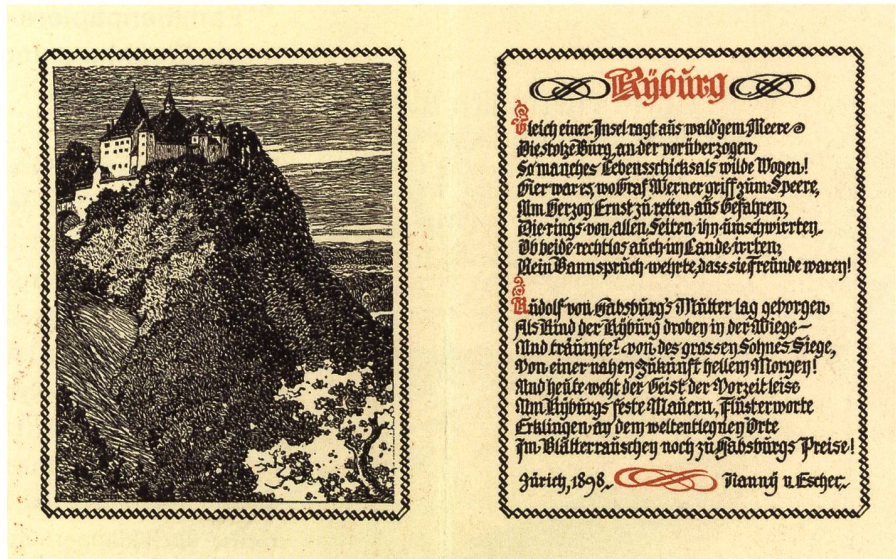 Kÿburg
Gleich einer Insel ragt aus wald'gem Meere
Die stolze Burg, an der vorüberzogen
So manches Lebensschicksals wilde Wogen!
Hier war es, wo Graf Werner griff zum Speere,
Um Herzog Ernst zu retten aus Gefahren,
Die rings von allen Seiten ihn umschwirrten.
Ob beide rechtlos auch im Lande irrten,
Kein Bannspruch wehrte, dass sie Freunde waren!
Rudolf von Habsburg's Mutter lag geborgen
Als Kind der Kÿburg droben in der Wiege –
Und träumte! – von des grossen Sohnes Siege,
Von einer nahen Zukunft hellem Morgen!
Und heute weht der Geist der Vorzeit leise
Um Kÿburgs feste Mauern, Flüsterworte
Erklingen an dem weltentlegnen Orte
Im Blätterrauschen noch zu Habsburgs Preise!
Zürich, 1898. Nanny v. Escher.